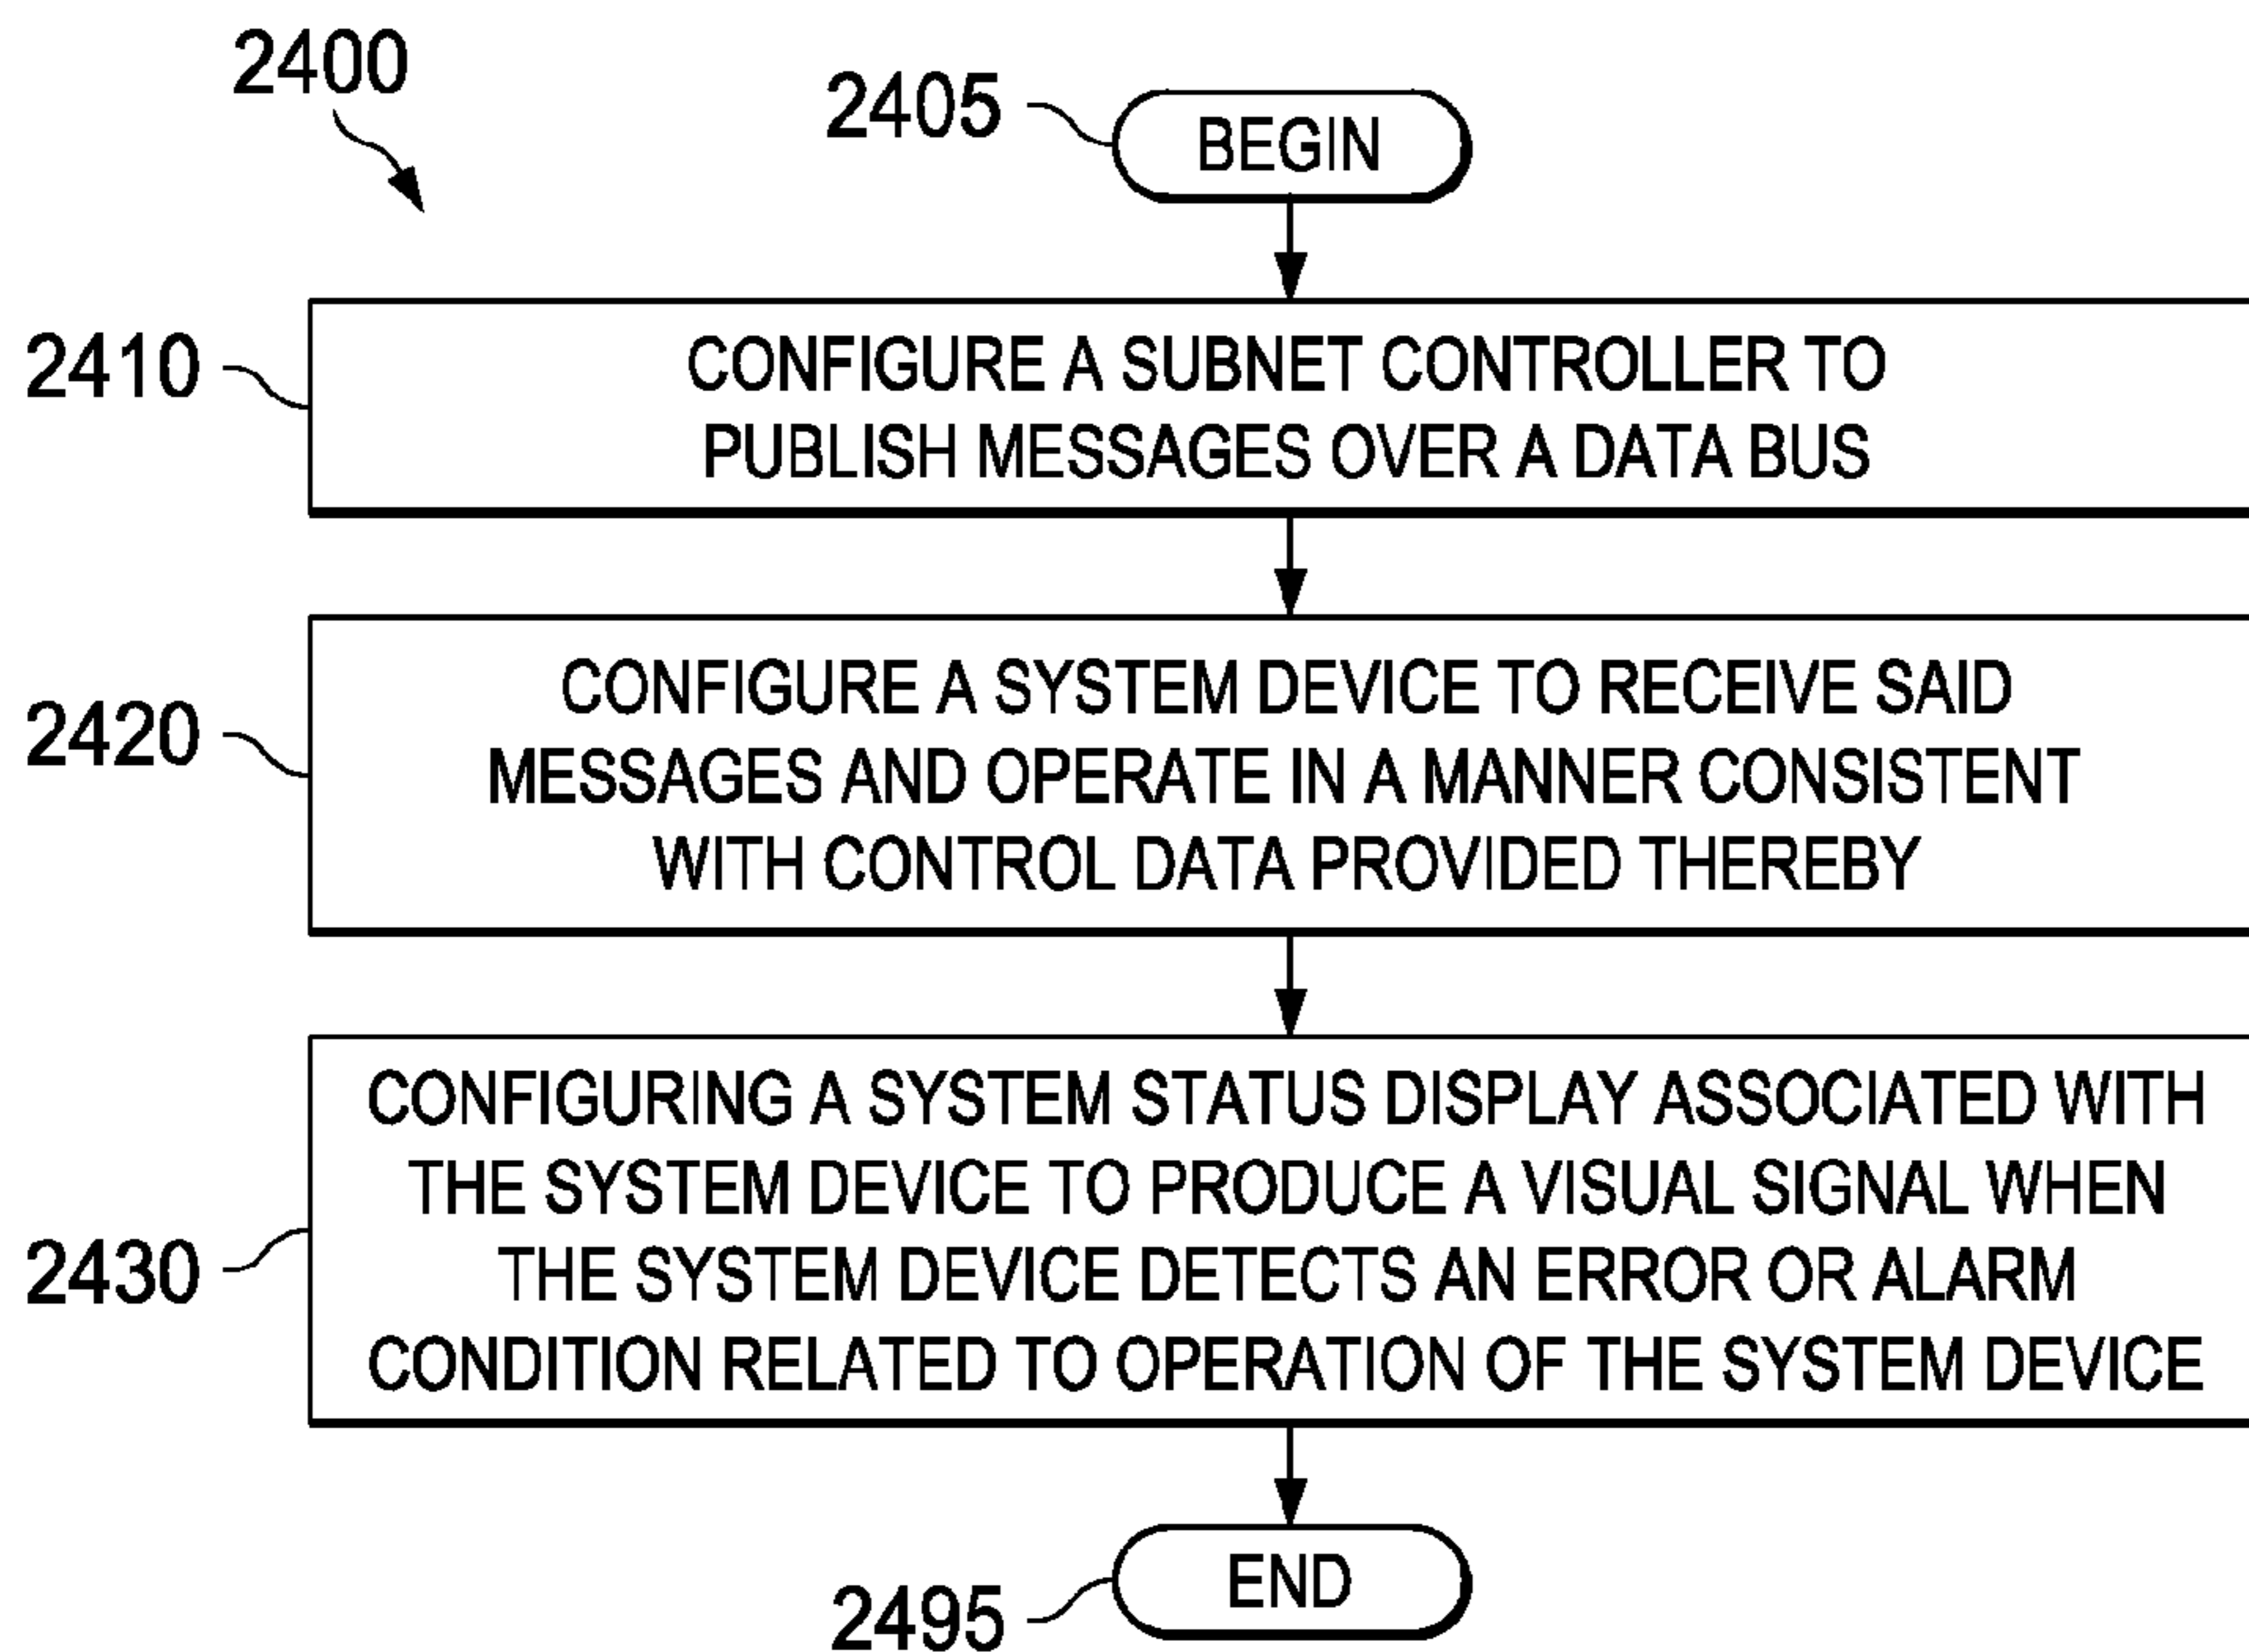 2400
2405
BEGIN
2410
CONFIGURE A SUBNET CONTROLLER TO
PUBLISH MESSAGES OVER A DATA BUS
2420
CONFIGURE A SYSTEM DEVICE TO RECEIVE SAID
MESSAGES AND OPERATE IN A MANNER CONSISTENT
WITH CONTROL DATA PROVIDED THEREBY
2430
CONFIGURING A SYSTEM STATUS DISPLAY ASSOCIATED WITH
THE SYSTEM DEVICE TO PRODUCE A VISUAL SIGNAL WHEN
THE SYSTEM DEVICE DETECTS AN ERROR OR ALARM
CONDITION RELATED TO OPERATION OF THE SYSTEM DEVICE
END
2495